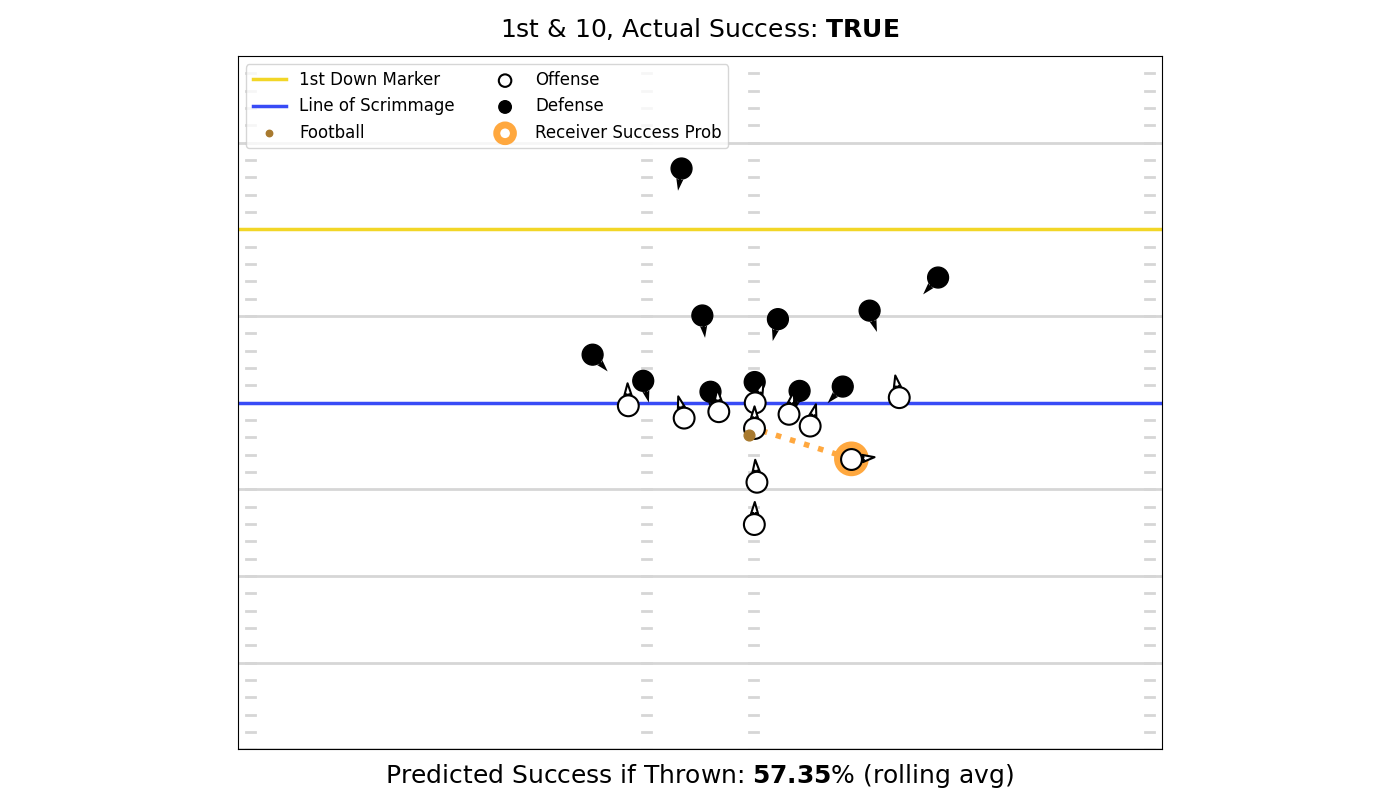 1st & 10, Actual Success: TRUE
1st Down Marker
Line of Scrimmage
Football
Offense
Defense
Receiver Success Prob
Predicted Success if Thrown: 57.35% (rolling avg)